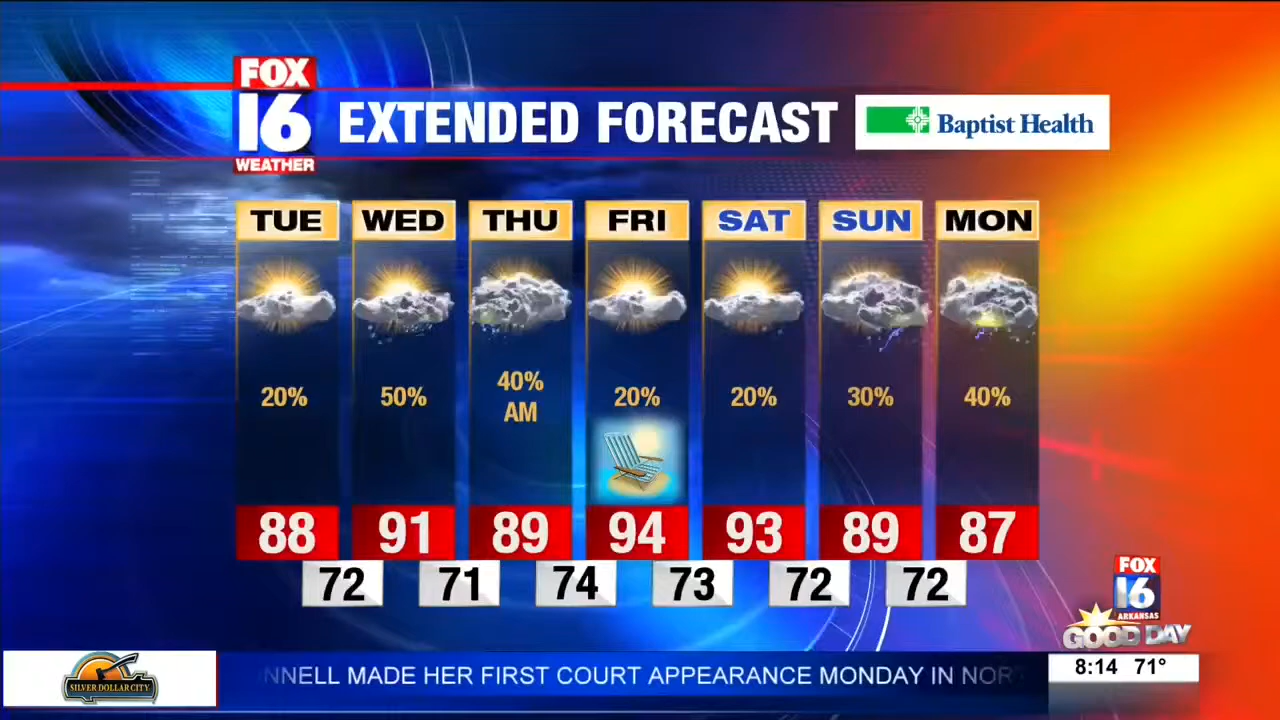 FOX
16
WEATHER
EXTENDED FORECAST
Baptist Health
TUE WED THU FRI SAT SUN MON
20% 50% 40% AM 20% 20% 30% 40%
88 91 89 94 93 89 87
72 71 74 73 72 72
FOX
16
ARKANSAS
GOOD DAY
8:14 71°
SILVER DOLLAR CITY
NNELL MADE HER FIRST COURT APPEARANCE MONDAY IN NOR